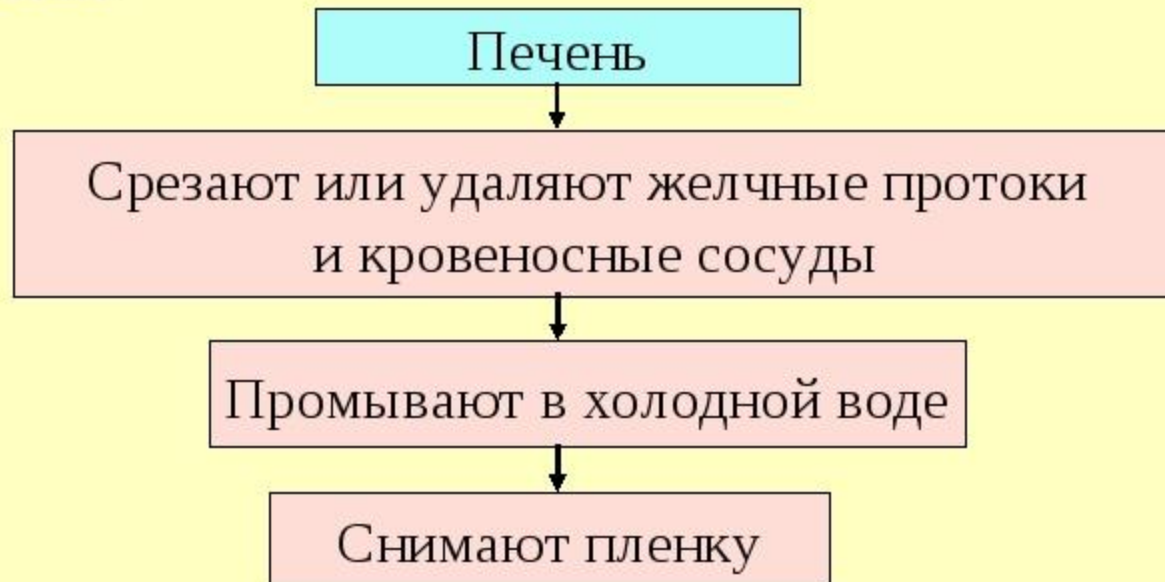 Печень
Срезают или удаляют желчные протоки
и кровеносные сосуды
Промывают в холодной воде
Снимают пленку